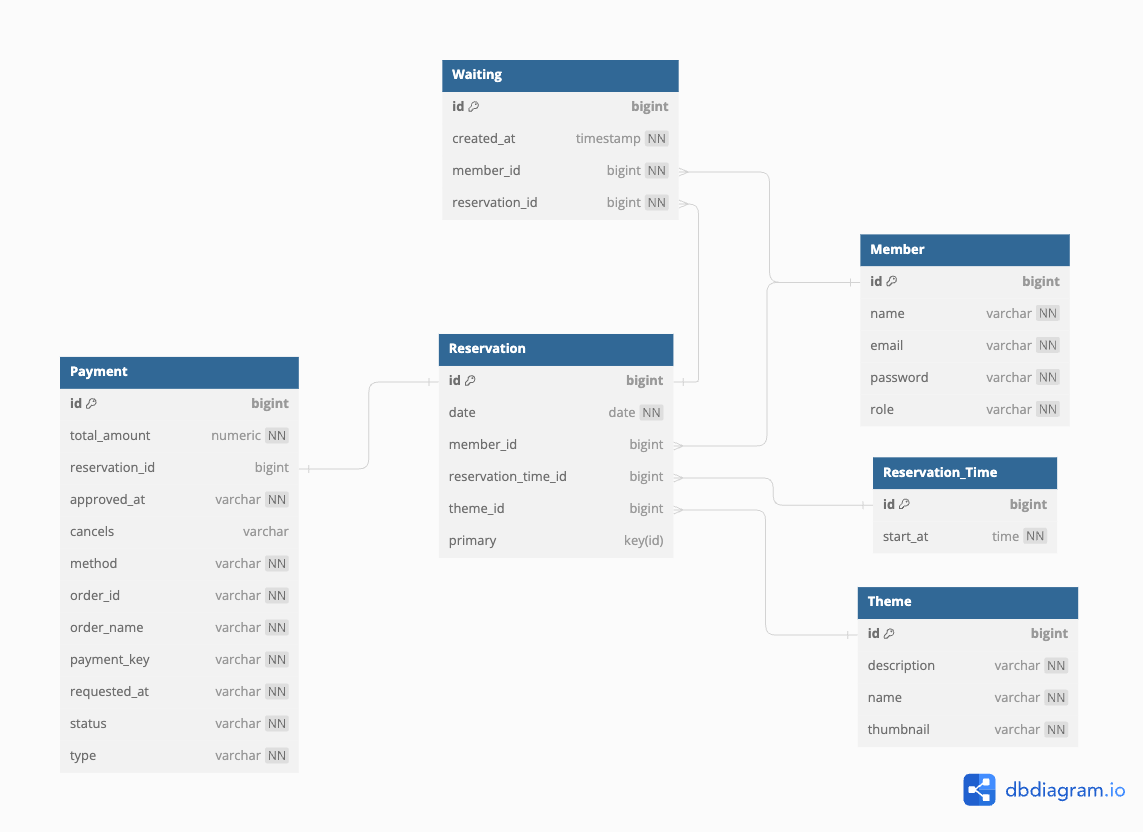 Waiting
id bigint
created_at timestamp NN
member_id bigint NN
reservation_id bigint NN
Member
id bigint
name varchar NN
email varchar NN
password varchar NN
role varchar NN
Reservation
id bigint
date date NN
member_id bigint
reservation_time_id bigint
theme_id bigint
primary key(id)
Payment
id bigint
total_amount numeric NN
reservation_id bigint
approved_at varchar NN
cancels varchar
method varchar NN
order_id varchar NN
order_name varchar NN
payment_key varchar NN
requested_at varchar NN
status varchar NN
type varchar NN
Reservation_Time
id bigint
start_at time NN
Theme
id bigint
description varchar NN
name varchar NN
thumbnail varchar NN
dbdiagram.io